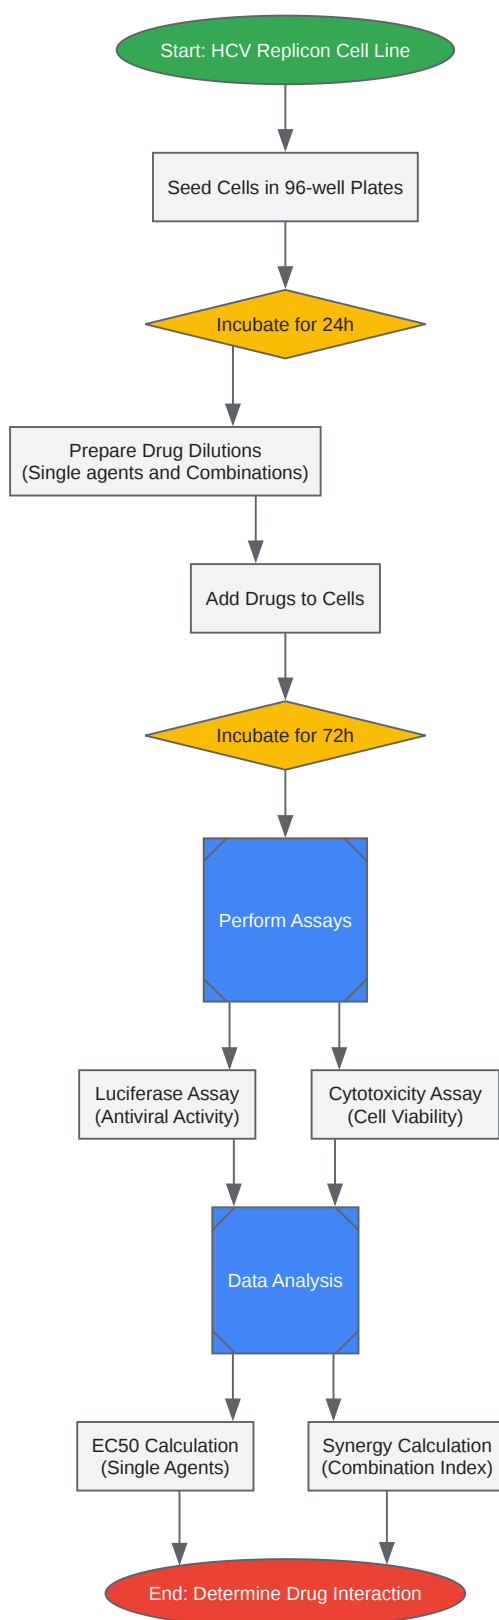 Start: HCV Replicon Cell Line
Seed Cells in 96-well Plates
Incubate for 24h
Prepare Drug Dilutions
(Single agents and Combinations)
Add Drugs to Cells
Incubate for 72h
Perform Assays
Luciferase Assay
(Antiviral Activity)
Cytotoxicity Assay
(Cell Viability)
Data Analysis
EC50 Calculation
(Single Agents)
Synergy Calculation
(Combination Index)
End: Determine Drug Interaction